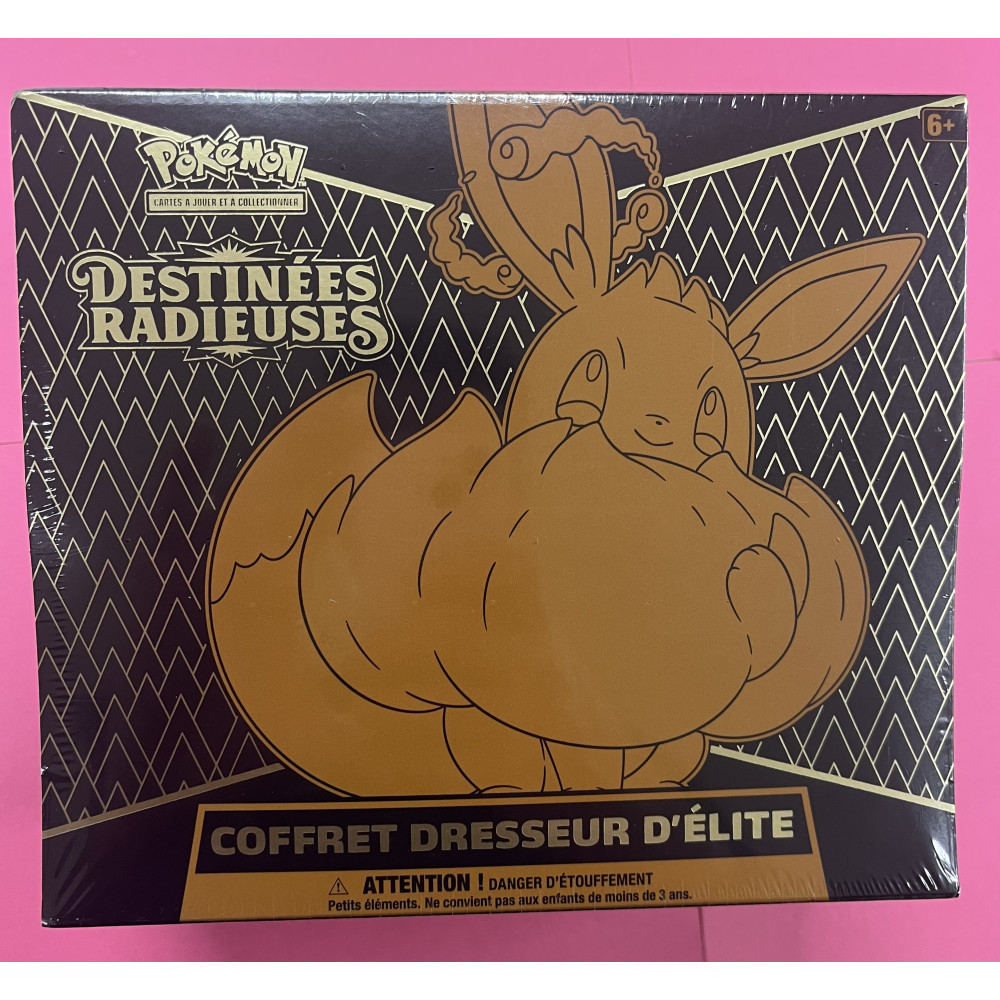 6+
POKéMON
CARTES À JOUER ET À COLLECTIONNER
DESTINÉES
RADIEUSES
COFFRET DRESSEUR D'ÉLITE
⚠ ATTENTION ! DANGER D'ÉTOUFFEMENT
Petits éléments. Ne convient pas aux enfants de moins de 3 ans.